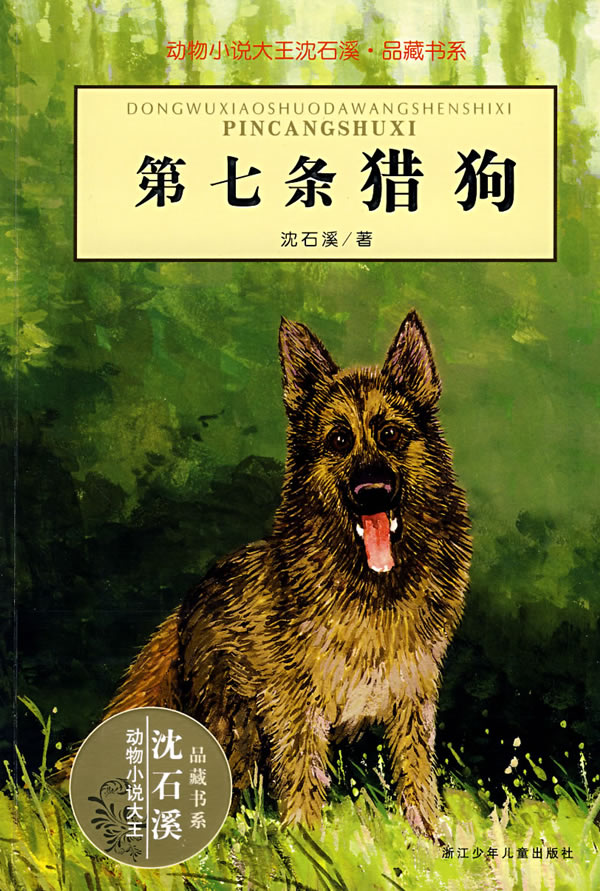 动物小说大王沈石溪·品藏书系
DONGWUXIAOSHUODAWANGSHENSHIXI
PINCANGSHUXI
第七条猎狗
沈石溪/著
品藏书系
沈石溪
动物小说大王
浙江少年儿童出版社